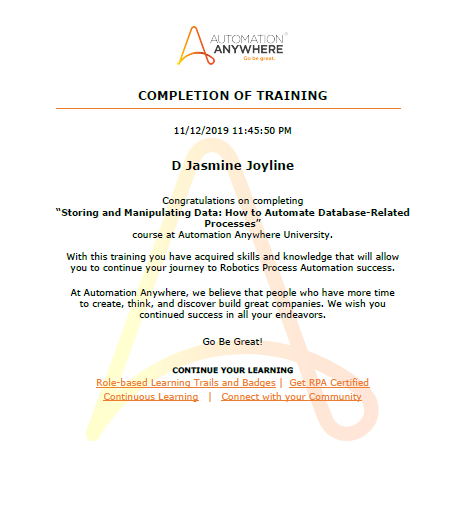 AUTOMATION
ANYWHERE
Go be great.
COMPLETION OF TRAINING
11/12/2019 11:45:50 PM
D Jasmine Joyline
Congratulations on completing
"Storing and Manipulating Data: How to Automate Database-Related
Processes"
course at Automation Anywhere University.
With this training you have acquired skills and knowledge that will allow
you to continue your journey to Robotics Process Automation success.
At Automation Anywhere, we believe that people who have more time
to create, think, and discover build great companies. We wish you
continued success in all your endeavors.
Go Be Great!
CONTINUE YOUR LEARNING
Role-based Learning Trails and Badges | Get RPA Certified
Continuous Learning | Connect with your Community